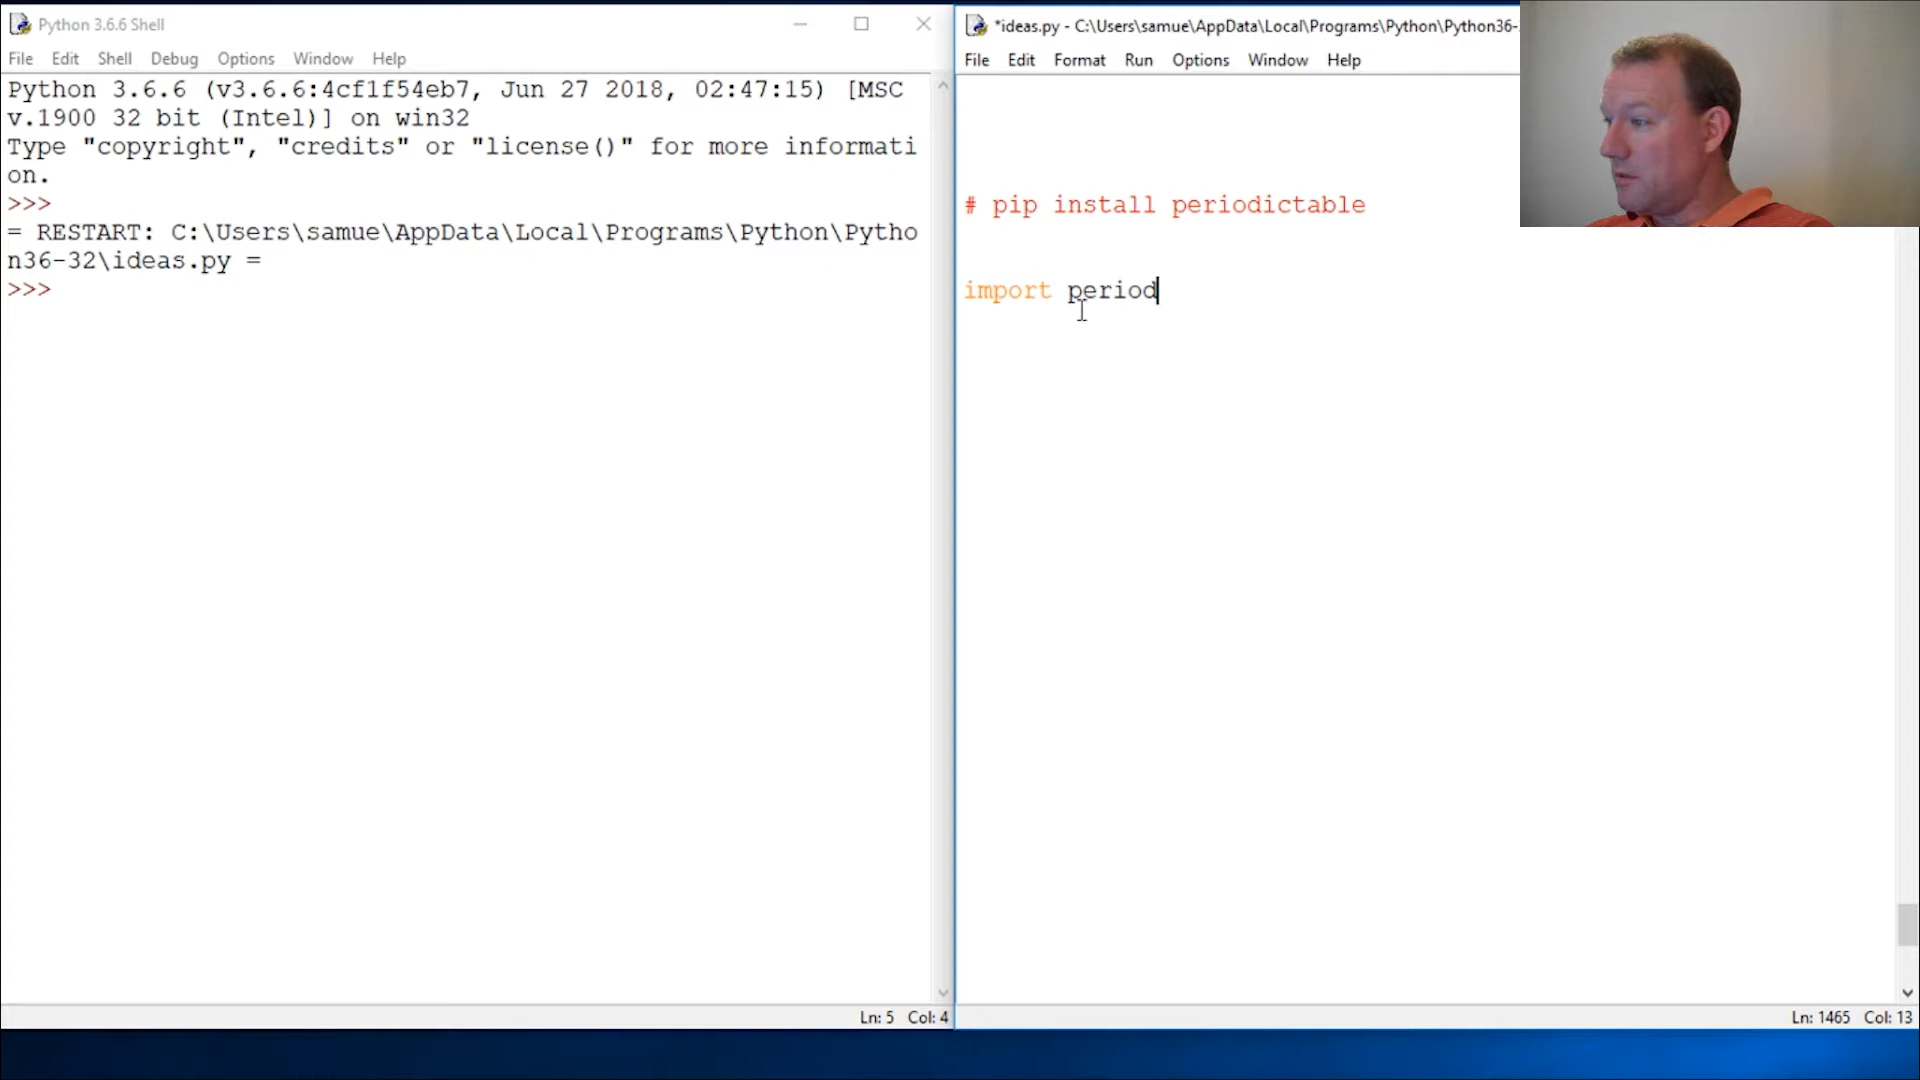 Python 3.6.6 Shell
File Edit Shell Debug Options Window Help
Python 3.6.6 (v3.6.6:4cf1f54eb7, Jun 27 2018, 02:47:15) [MSC
v.1900 32 bit (Intel)] on win32
Type "copyright", "credits" or "license()" for more informati
on.
>>>
= RESTART: C:\Users\samue\AppData\Local\Programs\Python\Pytho
n36-32\ideas.py =
>>>
Ln: 5 Col: 4
*ideas.py - C:\Users\samue\AppData\Local\Programs\Python\Python36-
File Edit Format Run Options Window Help
# pip install periodictable
import period
Ln: 1465 Col: 13